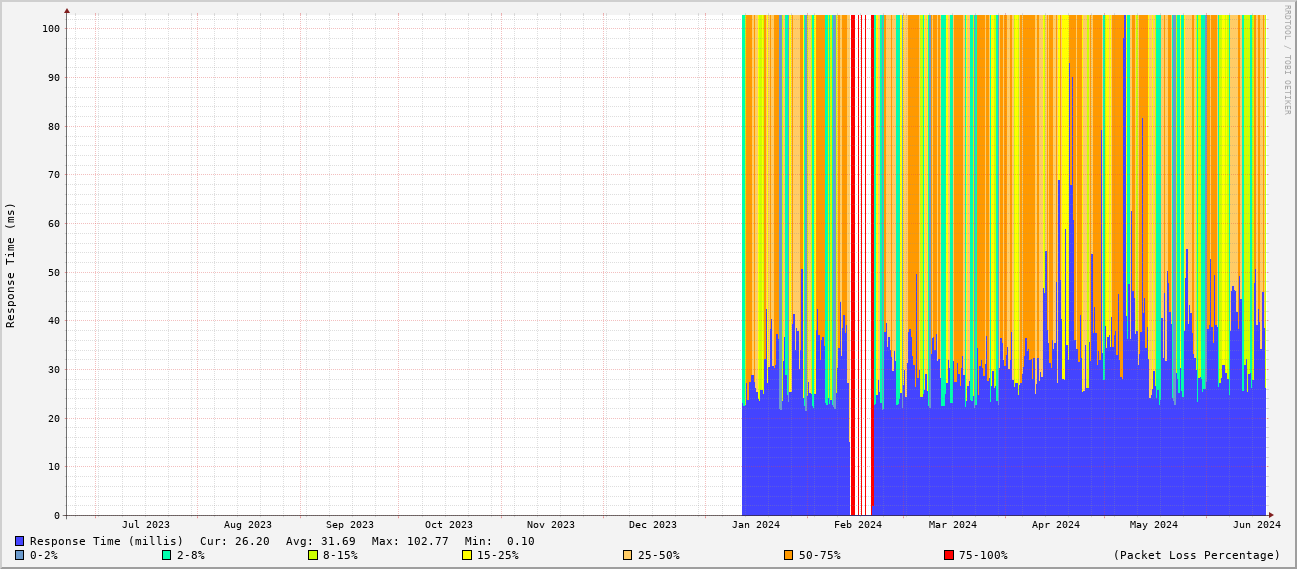 RRDTOOL / TOBI OETIKER
Response Time (ms)
100
90
80
70
60
50
40
30
20
10
0
Jul 2023 Aug 2023 Sep 2023 Oct 2023 Nov 2023 Dec 2023 Jan 2024 Feb 2024 Mar 2024 Apr 2024 May 2024 Jun 2024
Response Time (millis) Cur: 26.20 Avg: 31.69 Max: 102.77 Min: 0.10
0-2% 2-8% 8-15% 15-25% 25-50% 50-75% 75-100% (Packet Loss Percentage)